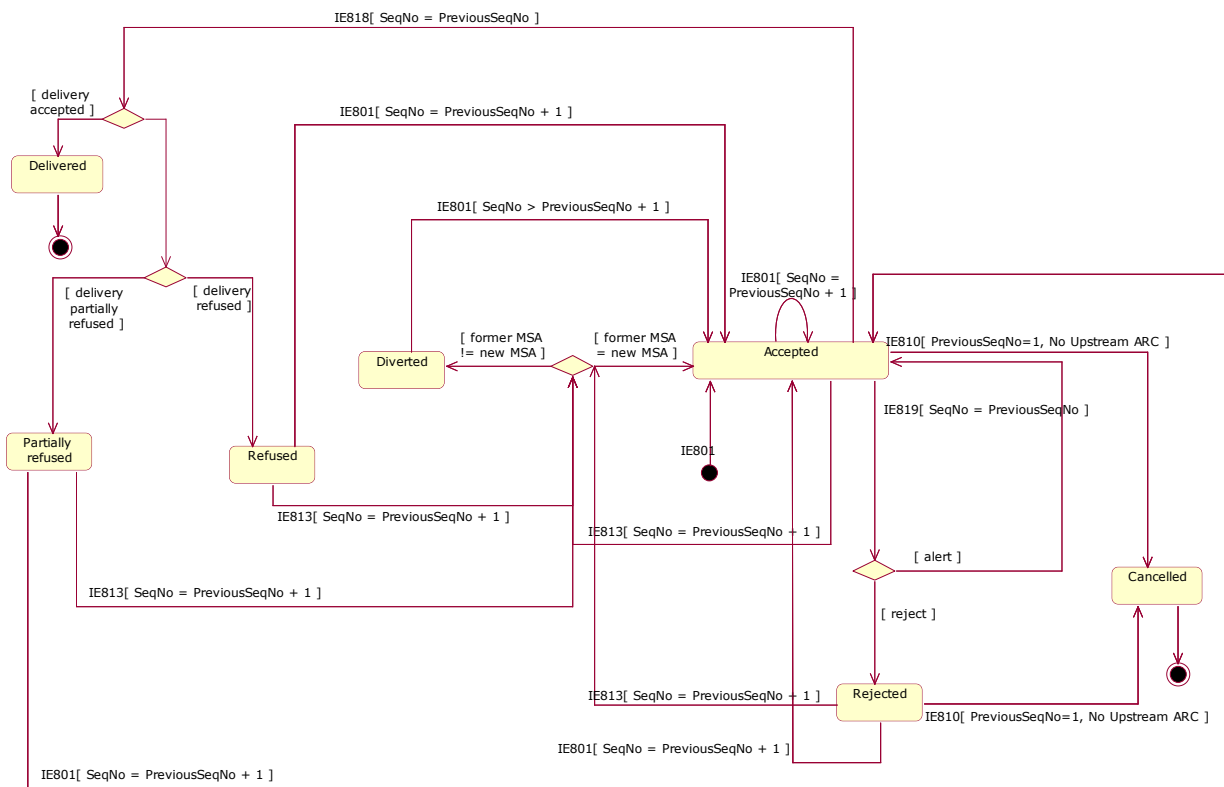 IE818[ SeqNo = PreviousSeqNo ]
[ delivery
accepted ]
IE801[ SeqNo = PreviousSeqNo + 1 ]
Delivered
IE801[ SeqNo > PreviousSeqNo + 1 ]
[ delivery
partially
refused ]
[ delivery
refused ]
IE801[ SeqNo =
PreviousSeqNo + 1 ]
[ former MSA
!= new MSA ]
[ former MSA
= new MSA ]
Diverted
Accepted
IE810[ PreviousSeqNo=1, No Upstream ARC ]
IE819[ SeqNo = PreviousSeqNo ]
Partially
refused
Refused
IE801
IE813[ SeqNo = PreviousSeqNo + 1 ]
IE813[ SeqNo = PreviousSeqNo + 1 ]
[ alert ]
Cancelled
IE813[ SeqNo = PreviousSeqNo + 1 ]
[ reject ]
IE813[ SeqNo = PreviousSeqNo + 1 ]
Rejected
IE810[ PreviousSeqNo=1, No Upstream ARC ]
IE801[ SeqNo = PreviousSeqNo + 1 ]
IE801[ SeqNo = PreviousSeqNo + 1 ]